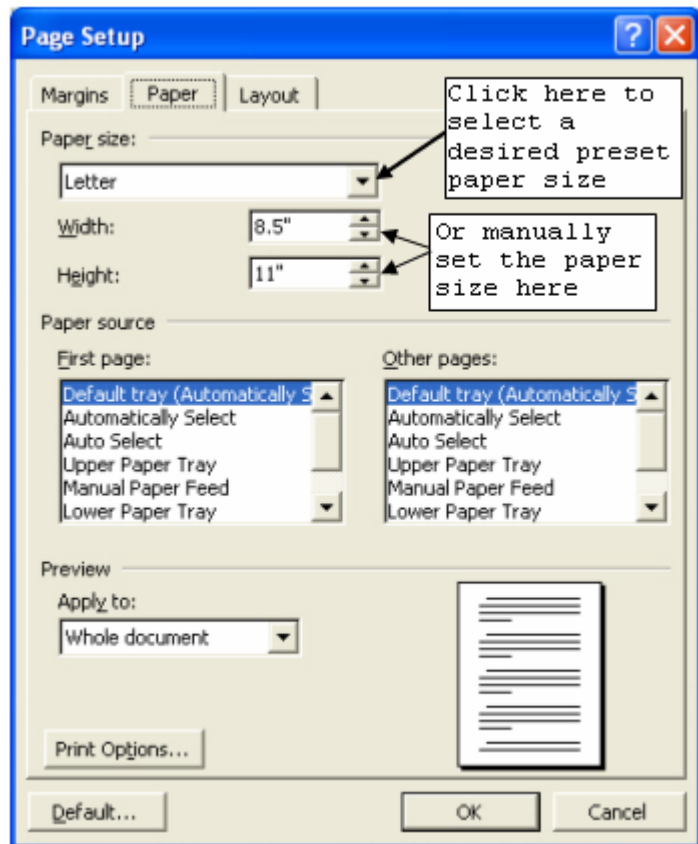 Page Setup
?
Margins Paper Layout
Click here to
select a
desired preset
paper size
Paper size:
Letter
Width: 8.5"
Height: 11"
Or manually
set the paper
size here
Paper source
First page: Other pages:
Default tray (Automatically S Default tray (Automatically S
Automatically Select Automatically Select
Auto Select Auto Select
Upper Paper Tray Upper Paper Tray
Manual Paper Feed Manual Paper Feed
Lower Paper Tray Lower Paper Tray
Preview
Apply to:
Whole document
Print Options...
Default... OK Cancel